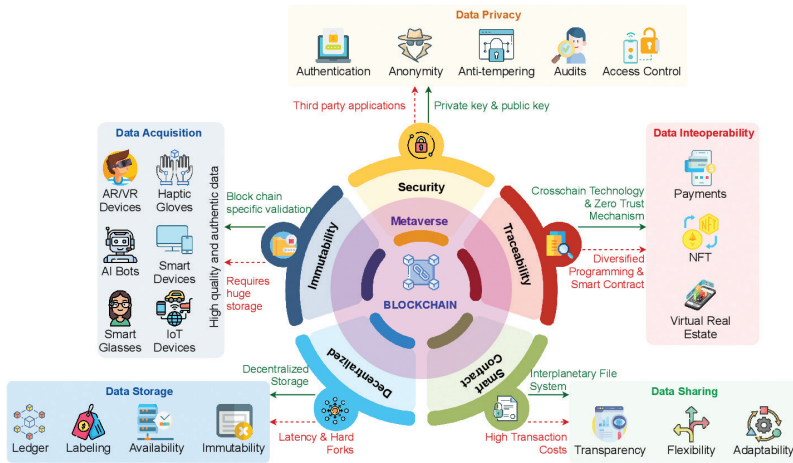 Data Privacy
Authentication
Anonymity
Anti-tempering
Audits
Access Control
Third party applications
Private key & public key
Data Acquisition
AR/VR
Devices
Haptic
Gloves
AI Bots
Smart
Devices
Smart
Glasses
IoT
Devices
High quality and authentic data
Block chain
specific validation
Requires
huge
storage
Security
Immutability
Traceability
Decentralized
Smart
Contract
Metaverse
BLOCKCHAIN
Crosschain Technology
& Zero Trust
Mechanism
Diversified
Programming &
Smart Contract
Data Inteoperability
Payments
NFT
Virtual Real
Estate
Decentralized
Storage
Latency & Hard
Forks
Data Storage
Ledger
Labeling
Availability
Immutability
Interplanetary File
System
High Transaction
Costs
Data Sharing
Transparency
Flexibility
Adaptability